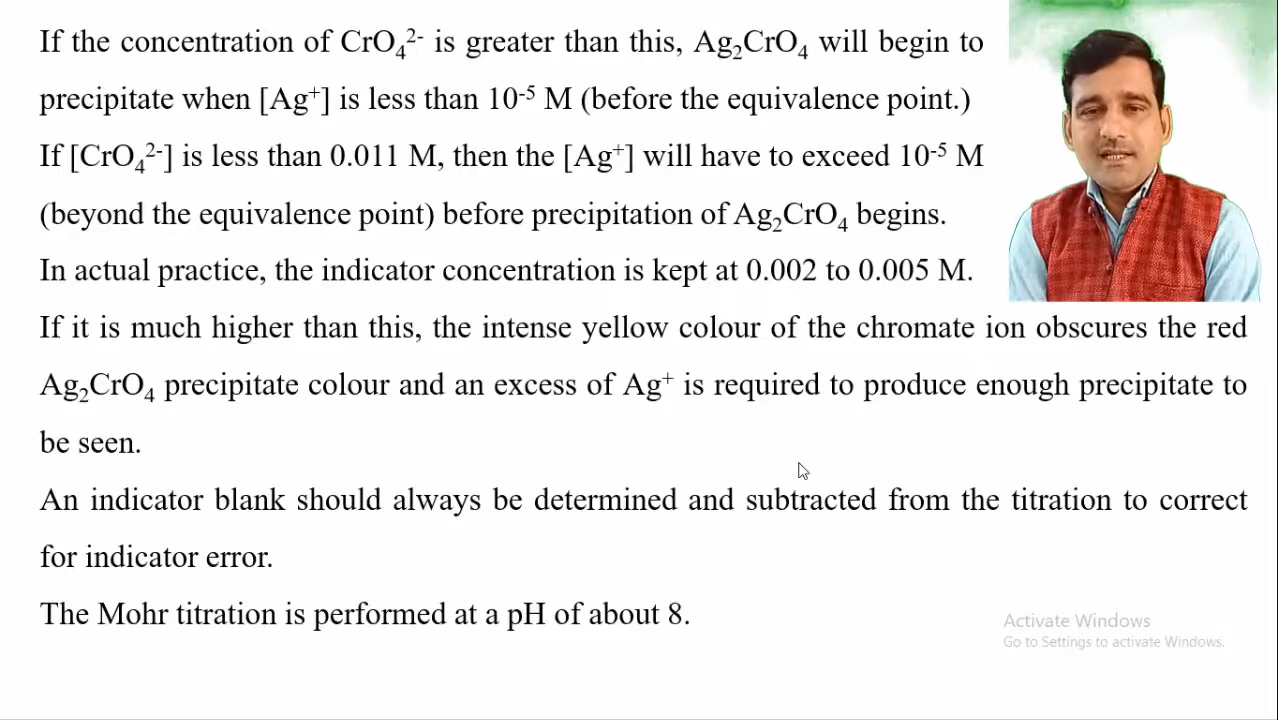 If the concentration of CrO₄²⁻ is greater than this, Ag₂CrO₄ will begin to
precipitate when [Ag⁺] is less than 10⁻⁵ M (before the equivalence point.)
If [CrO₄²⁻] is less than 0.011 M, then the [Ag⁺] will have to exceed 10⁻⁵ M
(beyond the equivalence point) before precipitation of Ag₂CrO₄ begins.
In actual practice, the indicator concentration is kept at 0.002 to 0.005 M.
If it is much higher than this, the intense yellow colour of the chromate ion obscures the red
Ag₂CrO₄ precipitate colour and an excess of Ag⁺ is required to produce enough precipitate to
be seen.
An indicator blank should always be determined and subtracted from the titration to correct
for indicator error.
The Mohr titration is performed at a pH of about 8.
Activate Windows
Go to Settings to activate Windows.